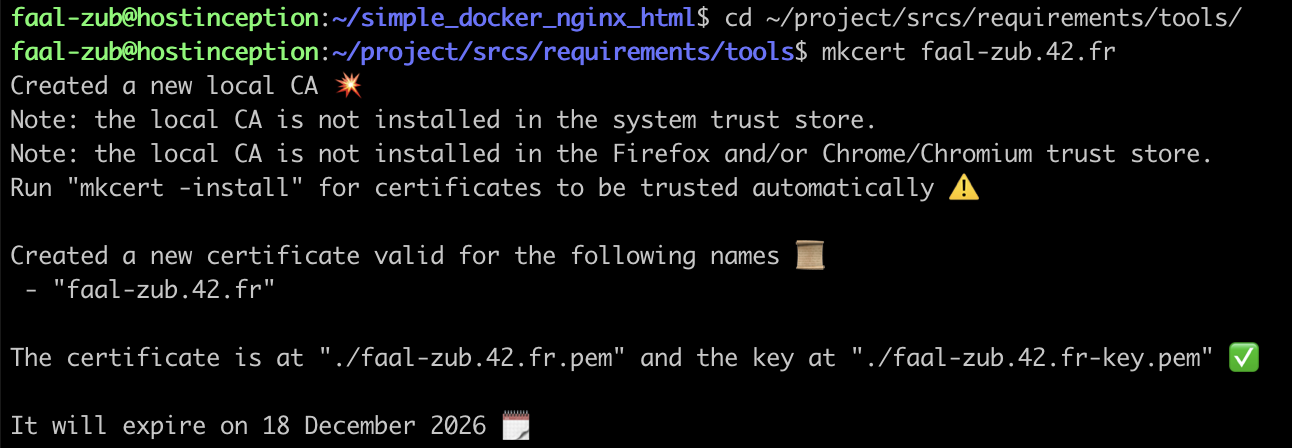 faal-zub@hostinception:~/simple_docker_nginx_html$ cd ~/project/srcs/requirements/tools/
faal-zub@hostinception:~/project/srcs/requirements/tools$ mkcert faal-zub.42.fr
Created a new local CA 💥
Note: the local CA is not installed in the system trust store.
Note: the local CA is not installed in the Firefox and/or Chrome/Chromium trust store.
Run "mkcert -install" for certificates to be trusted automatically ⚠️
Created a new certificate valid for the following names 📜
 - "faal-zub.42.fr"
The certificate is at "./faal-zub.42.fr.pem" and the key at "./faal-zub.42.fr-key.pem" ✅
It will expire on 18 December 2026 🗓